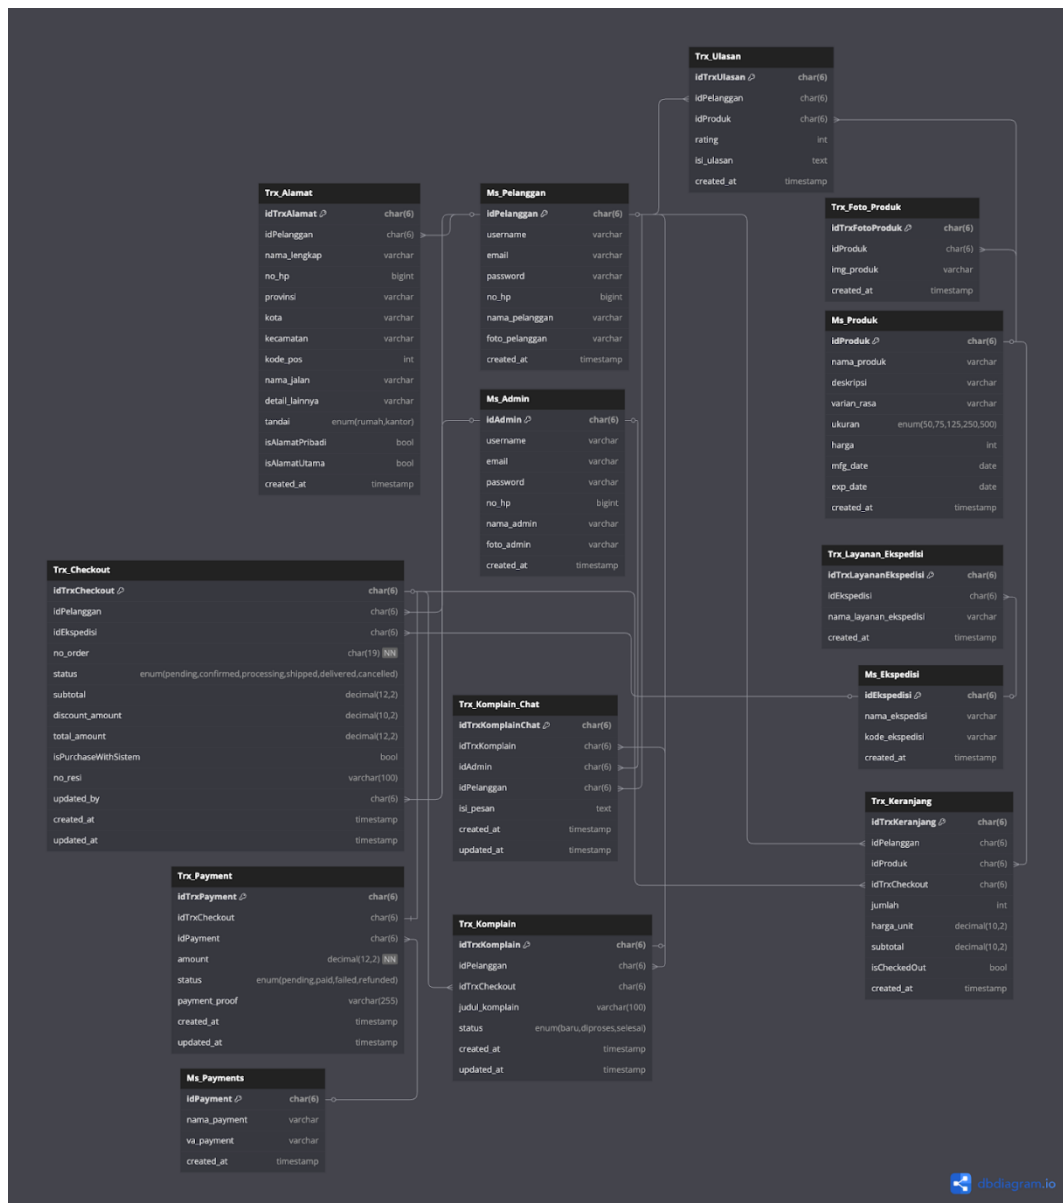 Trx_Ulasan
idTrxUlasan char(6)
idPelanggan char(6)
idProduk char(6)
rating int
isi_ulasan text
created_at timestamp
Trx_Alamat
idTrxAlamat char(6)
idPelanggan char(6)
nama_lengkap varchar
no_hp bigint
provinsi varchar
kota varchar
kecamatan varchar
kode_pos int
nama_jalan varchar
detail_lainnya varchar
tandai enum(rumah,kantor)
isAlamatPribadi bool
isAlamatUtama bool
created_at timestamp
Ms_Pelanggan
idPelanggan char(6)
username varchar
email varchar
password varchar
no_hp bigint
nama_pelanggan varchar
foto_pelanggan varchar
created_at timestamp
Trx_Foto_Produk
idTrxFotoProduk char(6)
idProduk char(6)
img_produk varchar
created_at timestamp
Ms_Produk
idProduk char(6)
nama_produk varchar
deskripsi varchar
varian_rasa varchar
ukuran enum(50,75,125,250,500)
harga int
mfg_date date
exp_date date
created_at timestamp
Ms_Admin
idAdmin char(6)
username varchar
email varchar
password varchar
no_hp bigint
nama_admin varchar
foto_admin varchar
created_at timestamp
Trx_Layanan_Ekspedisi
idTrxLayananEkspedisi char(6)
idEkspedisi char(6)
nama_layanan_ekspedisi varchar
created_at timestamp
Trx_Checkout
idTrxCheckout char(6)
idPelanggan char(6)
idEkspedisi char(6)
no_order char(19) NN
status enum(pending,confirmed,processing,shipped,delivered,cancelled)
subtotal decimal(12,2)
discount_amount decimal(10,2)
total_amount decimal(12,2)
isPurchaseWithSistem bool
no_resi varchar(100)
updated_by char(6)
created_at timestamp
updated_at timestamp
Ms_Ekspedisi
idEkspedisi char(6)
nama_ekspedisi varchar
kode_ekspedisi varchar
created_at timestamp
Trx_Komplain_Chat
idTrxKomplainChat char(6)
idTrxKomplain char(6)
idAdmin char(6)
idPelanggan char(6)
isi_pesan text
created_at timestamp
updated_at timestamp
Trx_Keranjang
idTrxKeranjang char(6)
idPelanggan char(6)
idProduk char(6)
idTrxCheckout char(6)
jumlah int
harga_unit decimal(10,2)
subtotal decimal(10,2)
isCheckedOut bool
created_at timestamp
Trx_Payment
idTrxPayment char(6)
idTrxCheckout char(6)
idPayment char(6)
amount decimal(12,2) NN
status enum(pending,paid,failed,refunded)
payment_proof varchar(255)
created_at timestamp
updated_at timestamp
Trx_Komplain
idTrxKomplain char(6)
idPelanggan char(6)
idTrxCheckout char(6)
judul_komplain varchar(100)
status enum(baru,diproses,selesai)
created_at timestamp
updated_at timestamp
Ms_Payments
idPayment char(6)
nama_payment varchar
va_payment varchar
created_at timestamp
dbdiagram.io